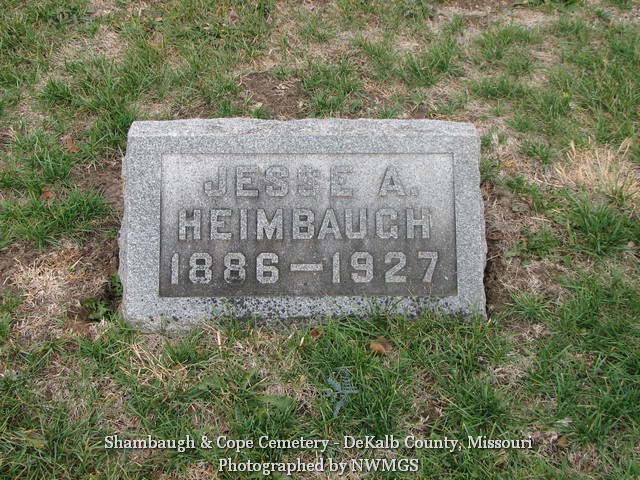 JESSE A.
HEIMBAUGH
1886—1927
Shambaugh & Cope Cemetery - DeKalb County, Missouri
Photographed by NWMGS